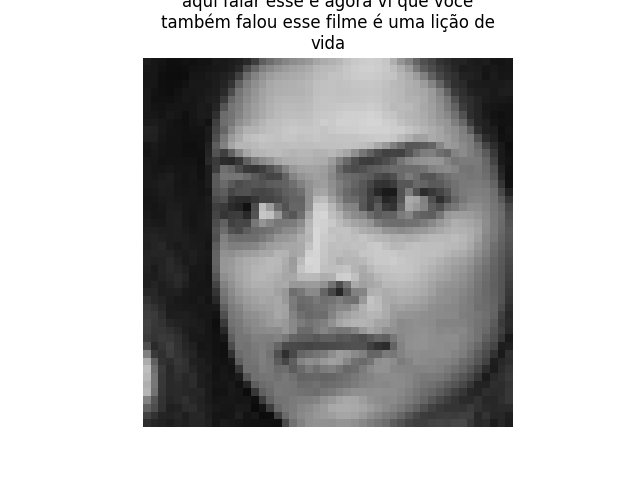 aqui falar esse e agora vi que você
também falou esse filme é uma lição de
vida